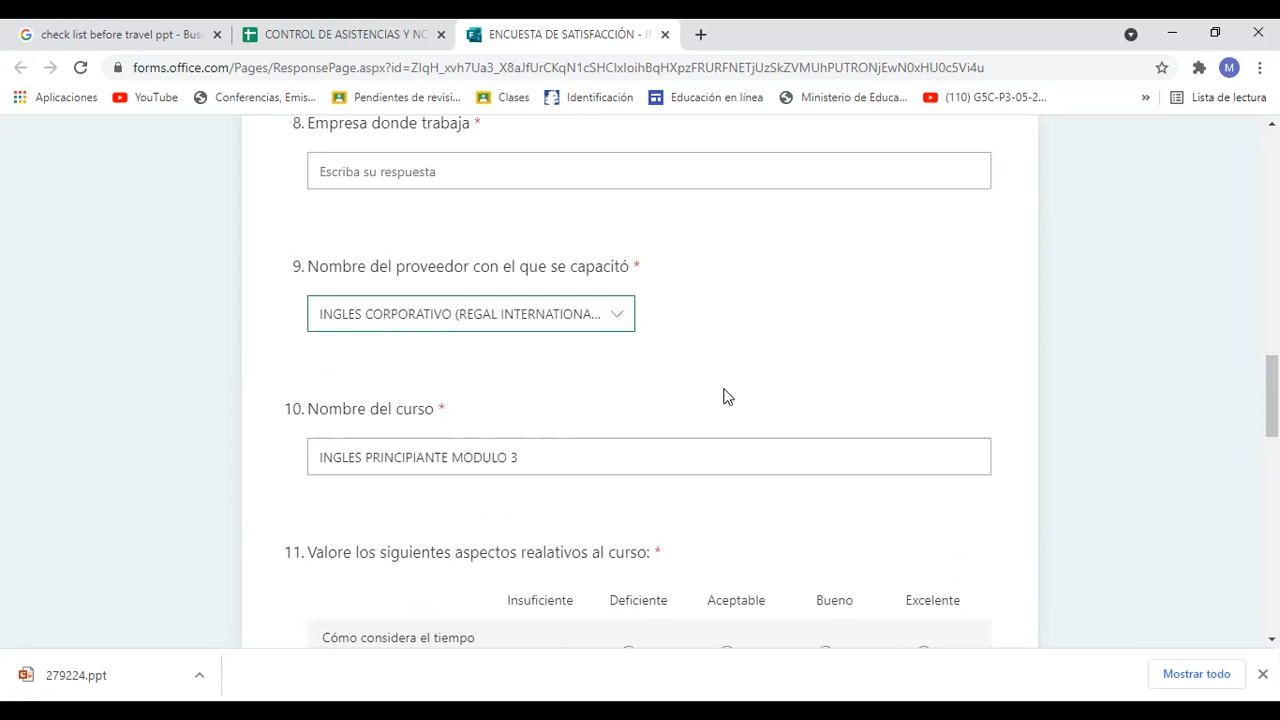 check list before travel ppt - Bus
CONTROL DE ASISTENCIAS Y NO
ENCUESTA DE SATISFACCIÓN - I
forms.office.com/Pages/ResponsePage.aspx?id=
Aplicaciones
YouTube
Conferencias, Emis...
Pendientes de revisi...
Clases
Identificación
Educación en línea
Ministerio de Educa...
(110) G5C-P3-05-2...
»
Lista de lectura
M
8. Empresa donde trabaja *
Escriba su respuesta
9. Nombre del proveedor con el que se capacitó *
INGLES CORPORATIVO (REGAL INTERNATIONA...
10. Nombre del curso *
INGLES PRINCIPIANTE MODULO 3
11. Valore los siguientes aspectos realativos al curso: *
Insuficiente Deficiente Aceptable Bueno Excelente
Cómo considera el tiempo
279224.ppt
Mostrar todo